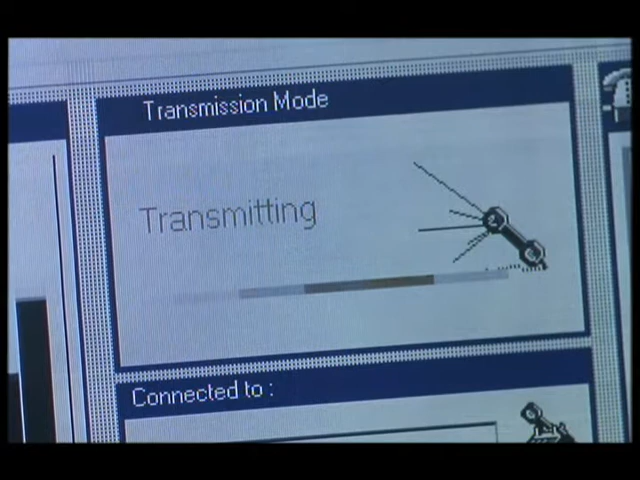 Transmission Mode
Transmitting
Connected to :